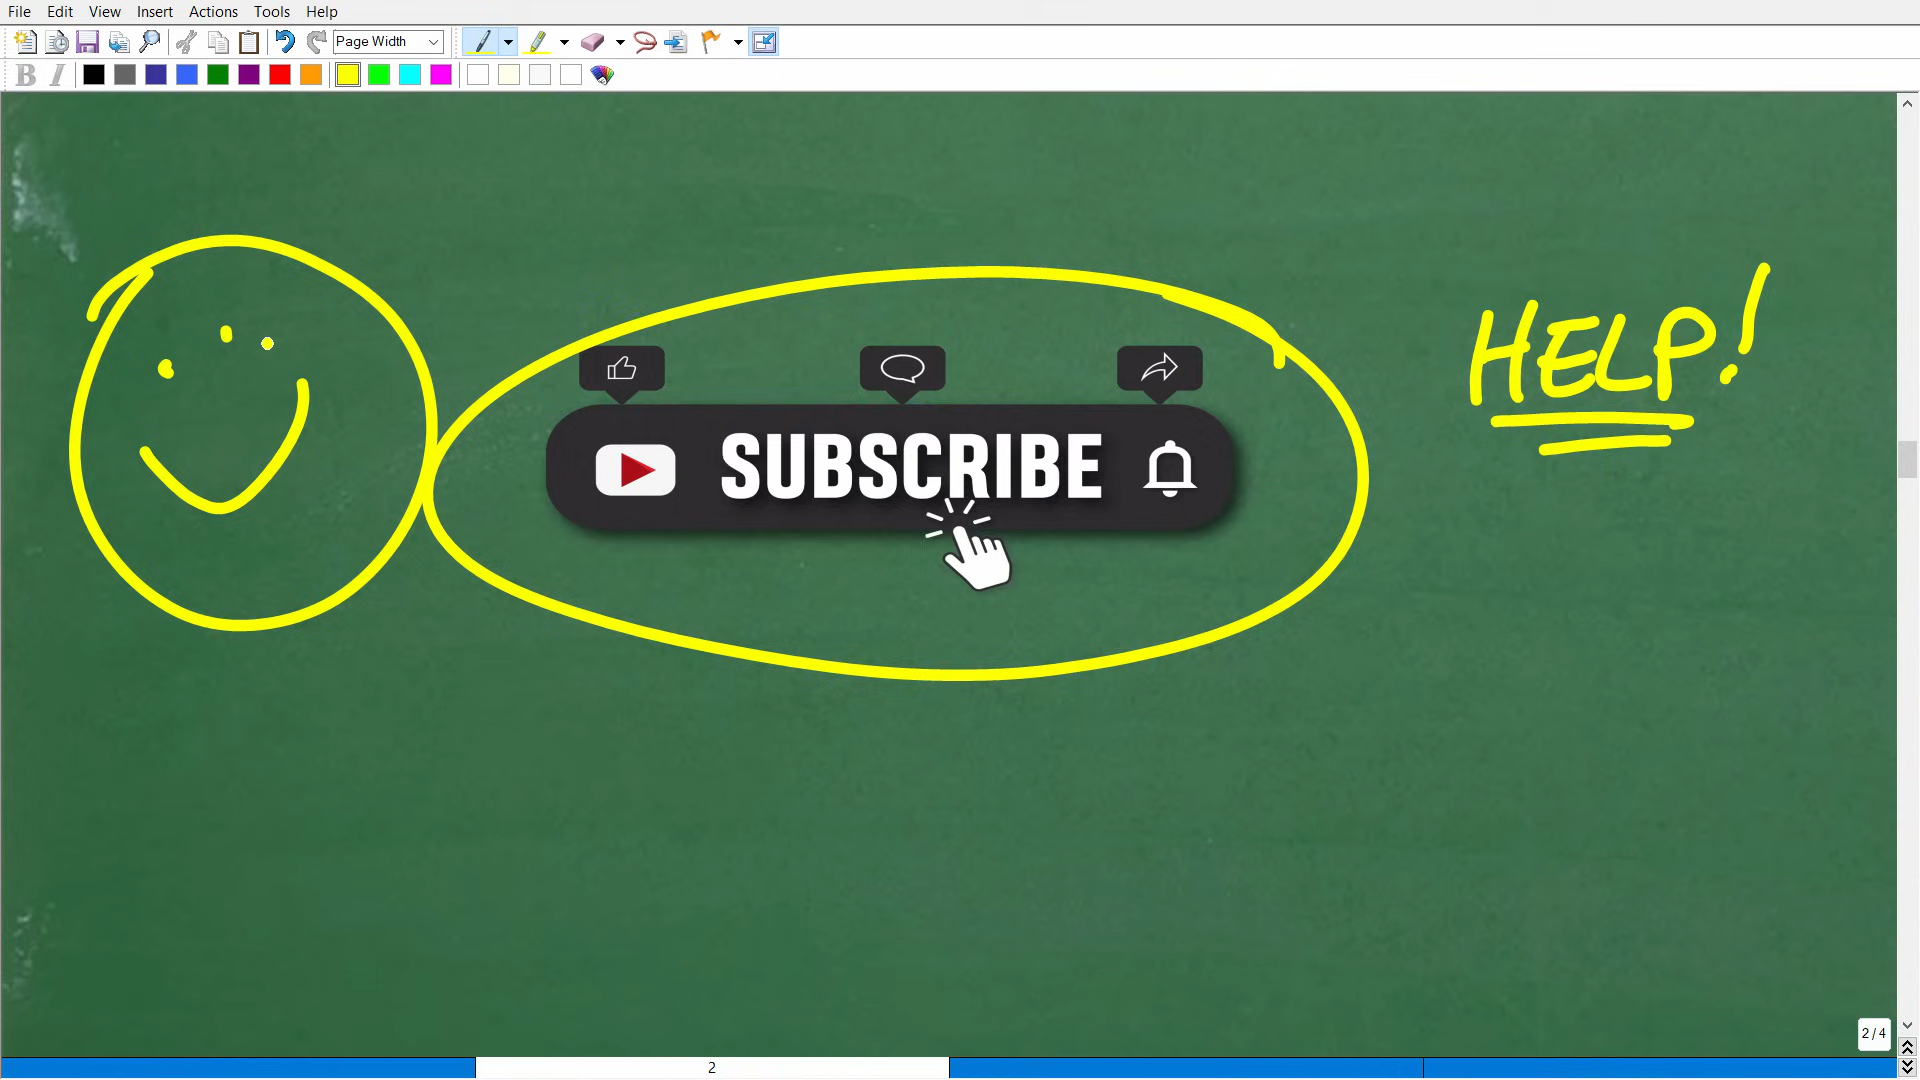 File Edit View Insert Actions Tools Help
Page Width
B I
HELP!
SUBSCRIBE
2 / 4
2